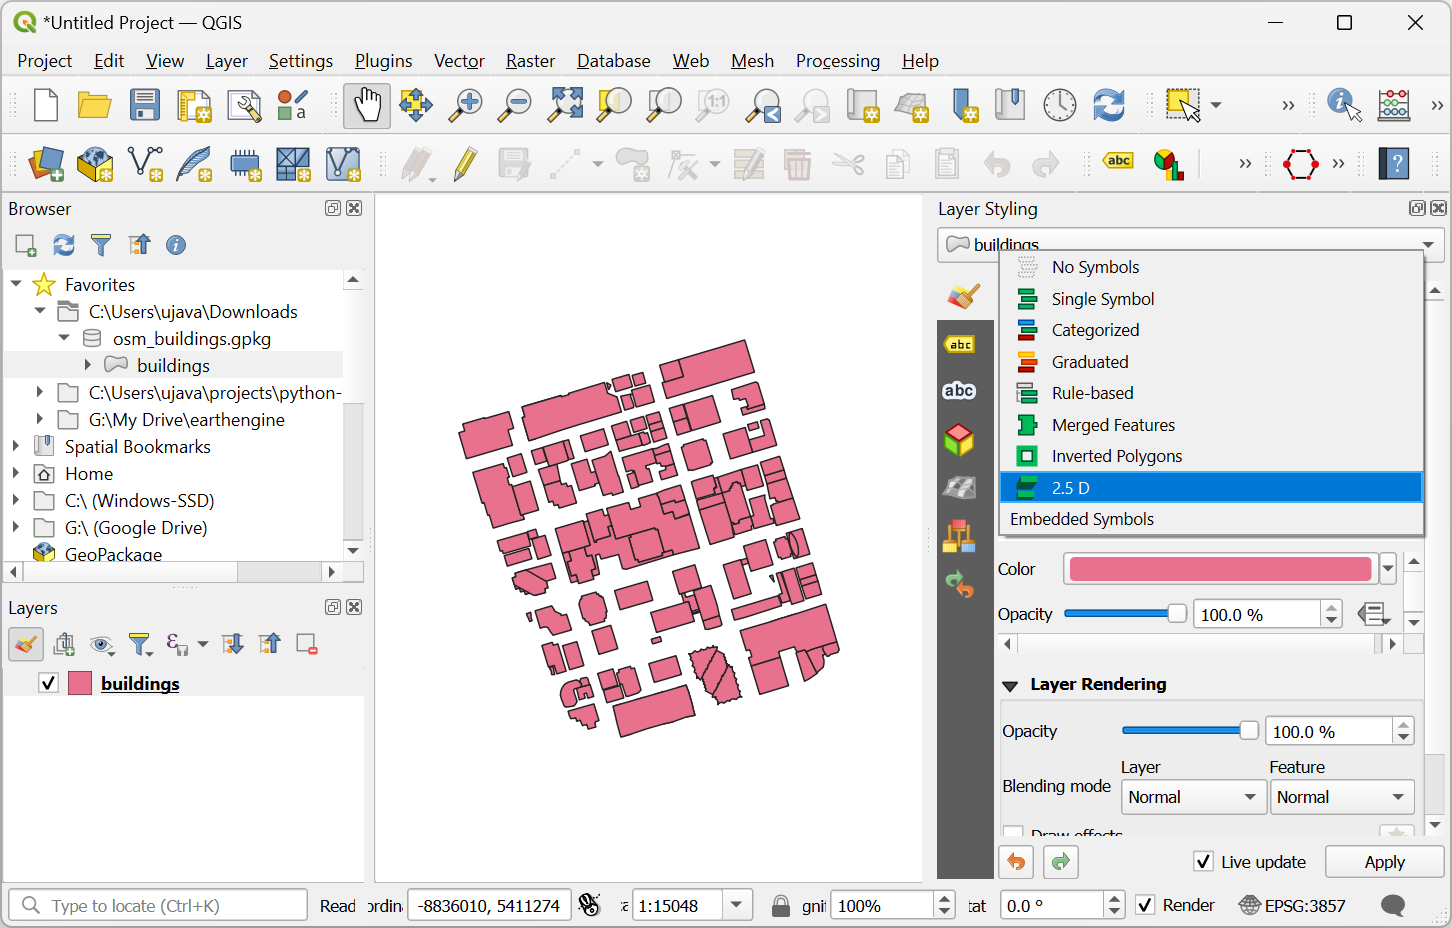 *Untitled Project — QGIS
Project Edit View Layer Settings Plugins Vector Raster Database Web Mesh Processing Help
1:1
a
abc
?
Browser
Layer Styling
buildings
Favorites
C:\Users\ujava\Downloads
osm_buildings.gpkg
buildings
C:\Users\ujava\projects\python-
G:\My Drive\earthengine
Spatial Bookmarks
Home
C:\ (Windows-SSD)
G:\ (Google Drive)
GeoPackage
abc
abc
No Symbols
Single Symbol
Categorized
Graduated
Rule-based
Merged Features
Inverted Polygons
2.5 D
Embedded Symbols
Color
Opacity 100.0 %
Layers
buildings
Layer Rendering
Opacity 100.0 %
Layer Feature
Blending mode Normal Normal
Draw effects
Live update Apply
Type to locate (Ctrl+K) Read ordina -8836010, 5411274 1:15048 gni 100% tat 0.0 ° Render EPSG:3857